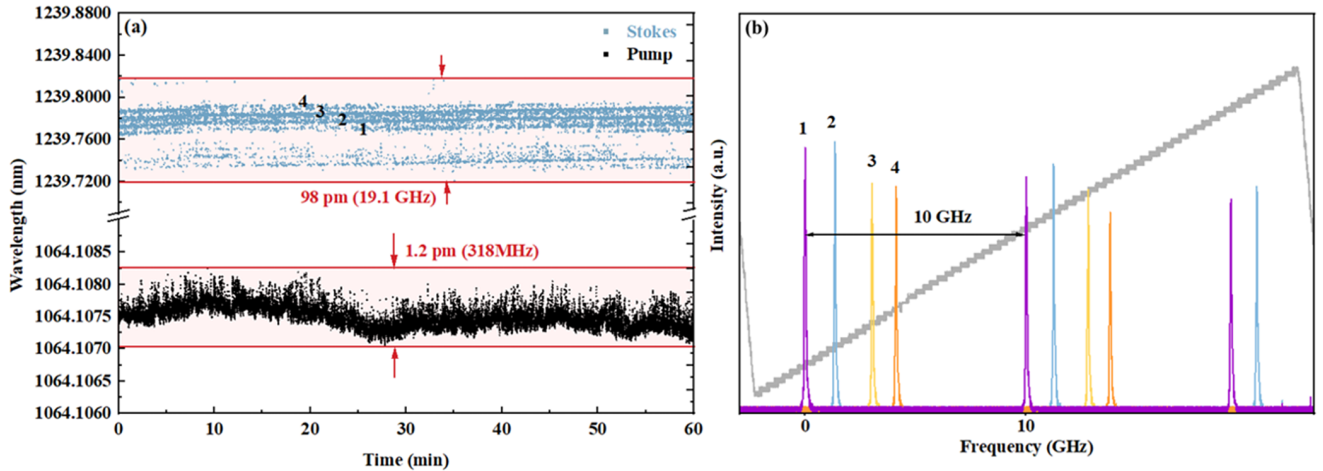 (a)
Stokes
Pump
Wavelength (nm)
1239.8800
1239.8400
1239.8000
1239.7600
1239.7200
4
3
2
1
98 pm (19.1 GHz)
1.2 pm (318MHz)
1064.1085
1064.1080
1064.1075
1064.1070
1064.1065
1064.1060
0
10
20
30
40
50
60
Time (min)
(b)
Intensity (a.u.)
1
2
3
4
10 GHz
0
10
Frequency (GHz)